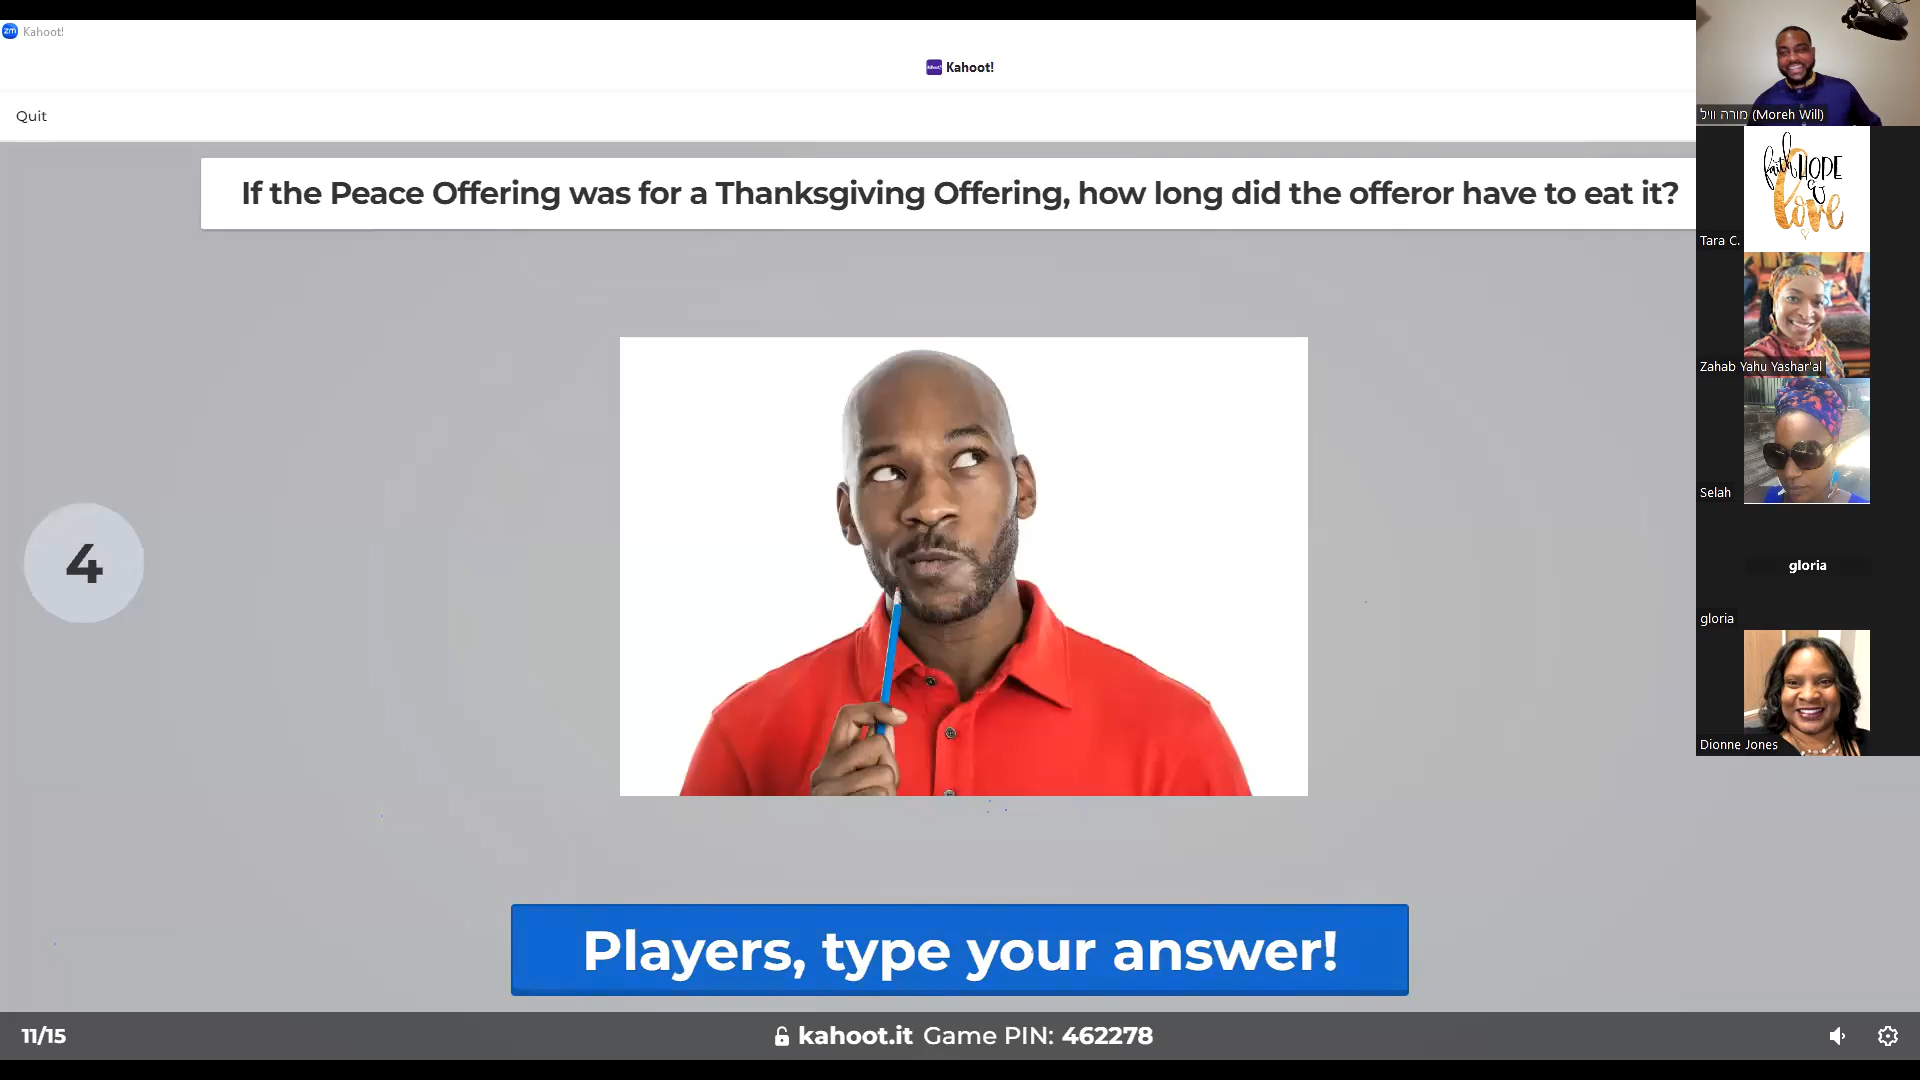 zm Kahoot!
Kahoot!
Quit
If the Peace Offering was for a Thanksgiving Offering, how long did the offeror have to eat it?
4
Players, type your answer!
11/15
kahoot.it Game PIN: 462278
מורה וויל (Moreh Will)
faith HOPE
&
love
Tara C.
Zahab Yahu Yashar'al
Selah
gloria
gloria
Dionne Jones